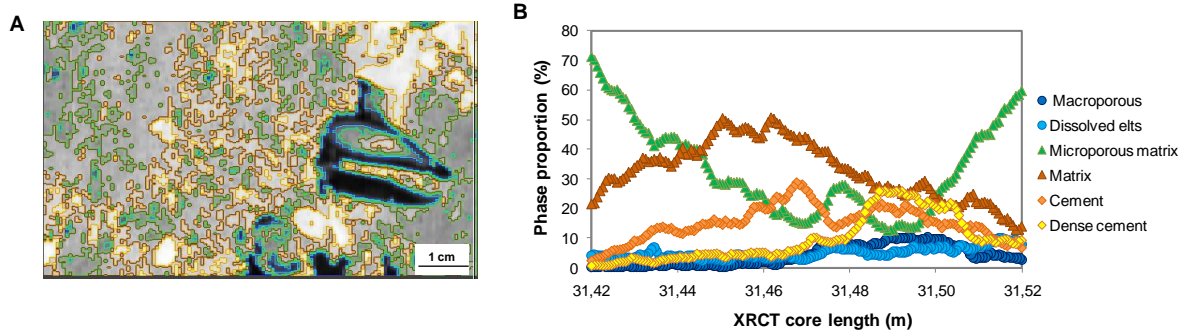 A
1 cm
B
Phase proportion (%)
80
70
60
50
40
30
20
10
0
31,42
31,44
31,46
31,48
31,50
31,52
XRCT core length (m)
Macroporous
Dissolved elts
Microporous matrix
Matrix
Cement
Dense cement